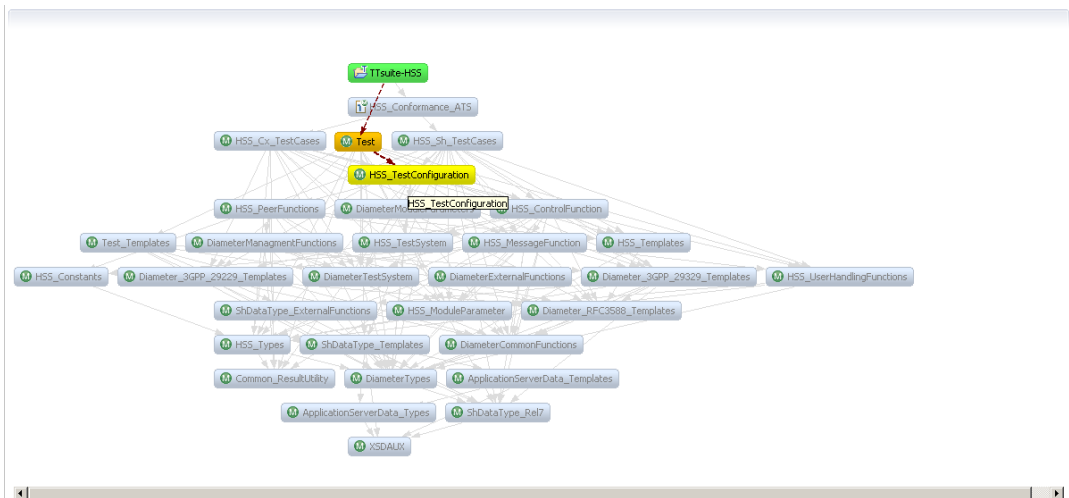 TTsuite-HSS
HSS_Conformance_ATS
HSS_Cx_TestCases
Test
HSS_Sh_TestCases
HSS_TestConfiguration
HSS_TestConfiguration
HSS_PeerFunctions
DiameterModuleParameters
HSS_ControlFunction
Test_Templates
DiameterManagmentFunctions
HSS_TestSystem
HSS_MessageFunction
HSS_Templates
HSS_Constants
Diameter_3GPP_29229_Templates
DiameterTestSystem
DiameterExternalFunctions
Diameter_3GPP_29329_Templates
HSS_UserHandlingFunctions
ShDataType_ExternalFunctions
HSS_ModuleParameter
Diameter_RFC3588_Templates
HSS_Types
ShDataType_Templates
DiameterCommonFunctions
Common_ResultUtility
DiameterTypes
ApplicationServerData_Templates
ApplicationServerData_Types
ShDataType_Rel7
XSDAUX